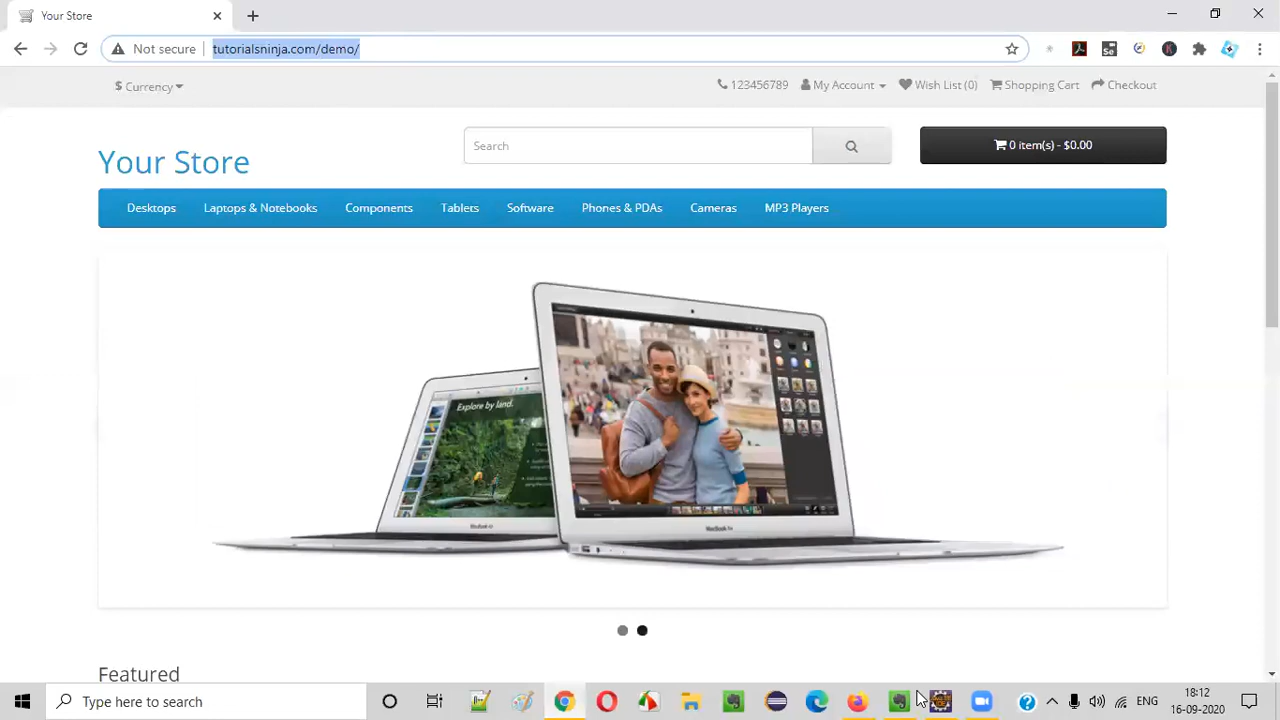 Your Store
Not secure
tutorialsninja.com/demo/
Se
K
$ Currency
123456789
My Account
Wish List (0)
Shopping Cart
Checkout
Your Store
Search
0 item(s) - $0.00
Desktops
Laptops & Notebooks
Components
Tablets
Software
Phones & PDAs
Cameras
MP3 Players
Explore by land.
Featured
Type here to search
ENG
18:12
16-09-2020